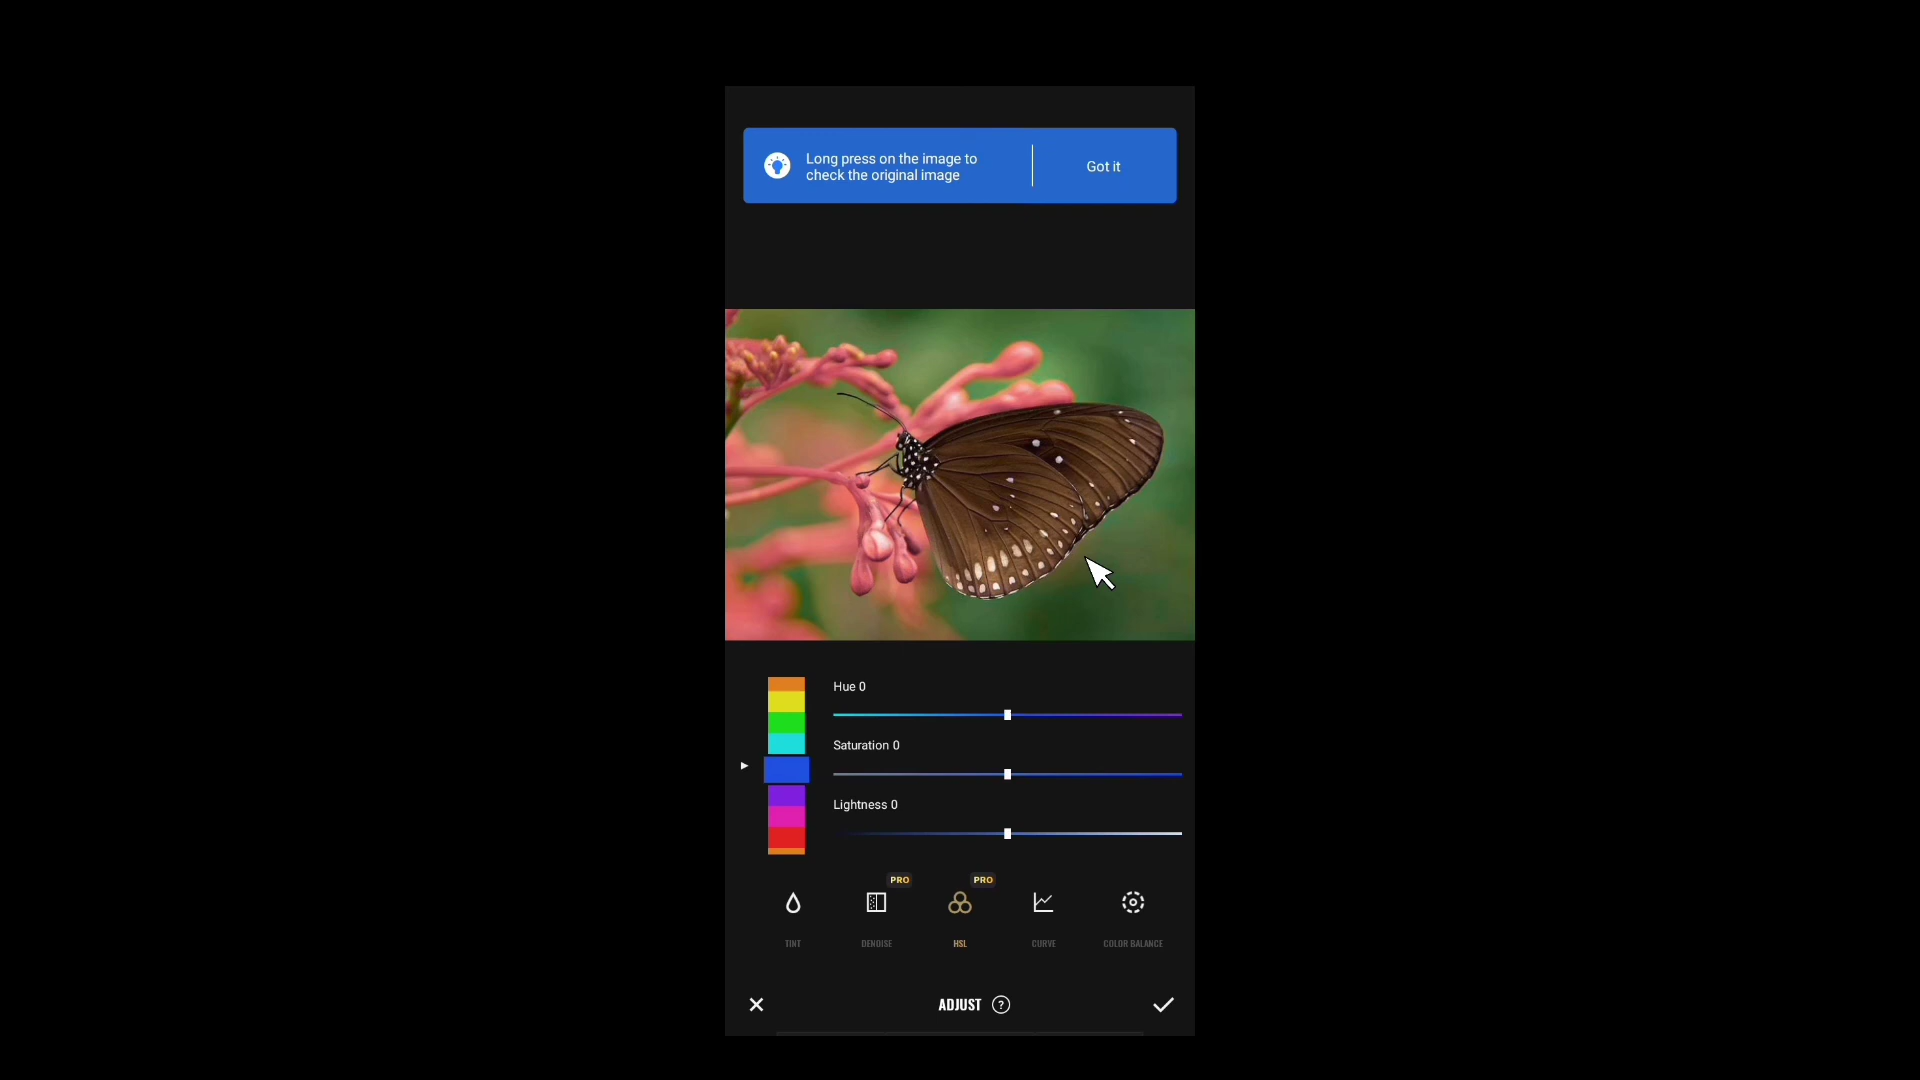 Long press on the image to
check the original image
Got it
Hue 0
Saturation 0
Lightness 0
PRO
PRO
TINT
DENOISE
HSL
CURVE
COLOR BALANCE
ADJUST
?